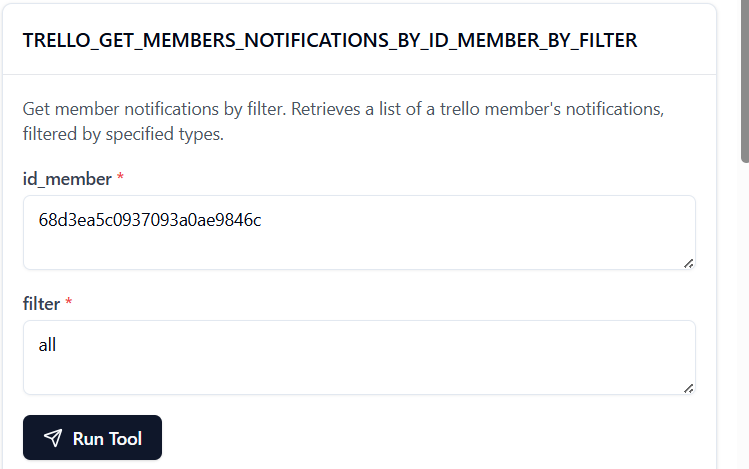 TRELLO_GET_MEMBERS_NOTIFICATIONS_BY_ID_MEMBER_BY_FILTER
Get member notifications by filter. Retrieves a list of a trello member's notifications,
filtered by specified types.
id_member *
68d3ea5c0937093a0ae9846c
filter *
all
Run Tool